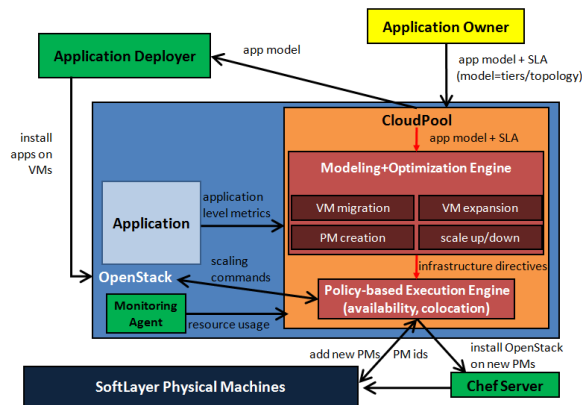 Application Owner
Application Deployer
app model
app model + SLA
(model=tiers/topology)
install
apps on
VMs
CloudPool
app model + SLA
Modeling+Optimization Engine
VM migration
VM expansion
PM creation
scale up/down
Application
application
level metrics
infrastructure directives
OpenStack
scaling
commands
Policy-based Execution Engine
(availability, colocation)
Monitoring
Agent
resource usage
add new PMs
PM ids
install OpenStack
on new PMs
SoftLayer Physical Machines
Chef Server